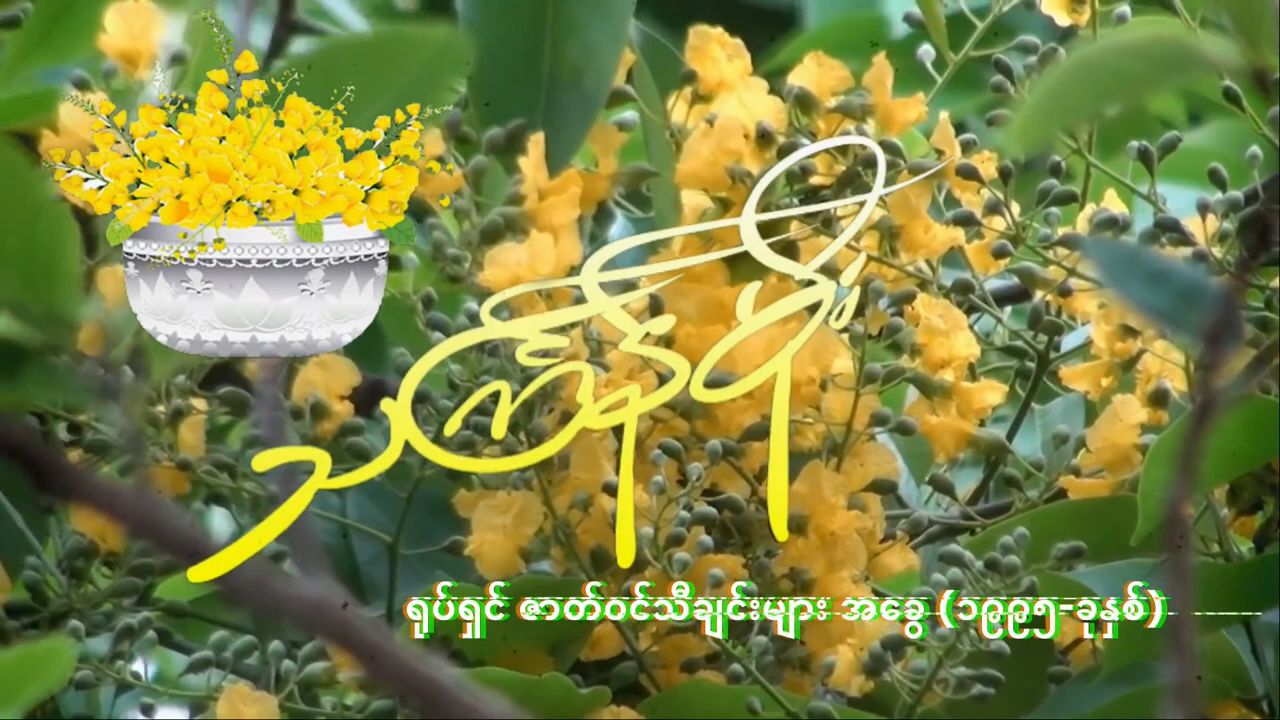 သင်္ကြန်မိုး
ရုပ်ရှင် ဇာတ်ဝင်သီချင်းများ အခွေ (၁၉၉၅-ခုနှစ်)